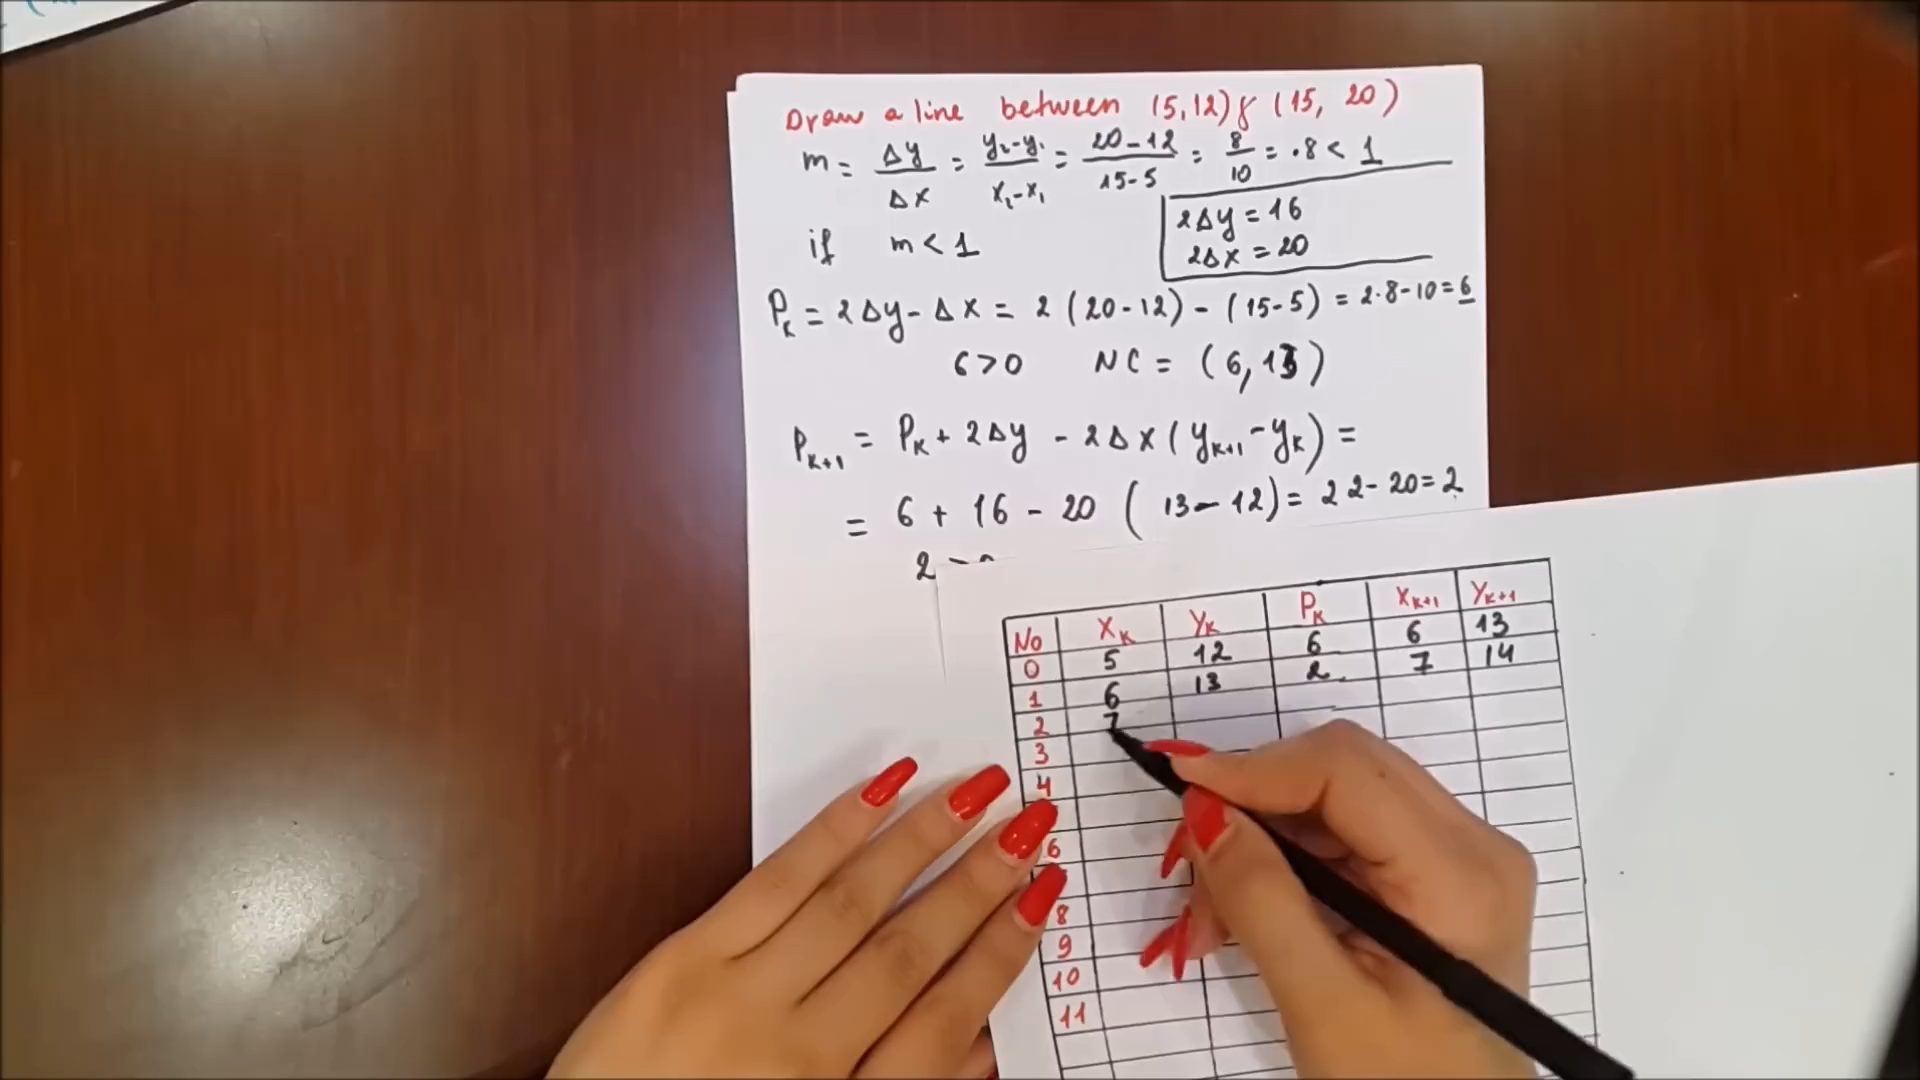 Draw a line between (5,12) & (15, 20)
m = Δy/Δx = y₂-y₁/x₂-x₁ = 20-12/15-5 = 8/10 = .8 < 1
2Δy = 16
2Δx = 20
if m < 1
Pₖ = 2Δy - Δx = 2 (20-12) - (15-5) = 2·8-10 = 6
6>0 NC = (6, 13)
Pₖ₊₁ = Pₖ + 2Δy - 2Δx (yₖ₊₁ - yₖ) =
= 6 + 16 - 20 ( 13 - 12) = 22 - 20 = 2
2
No Xₖ Yₖ Pₖ Xₖ₊₁ Yₖ₊₁
0 5 12 6 6 13
1 6 13 2 7 14
2 7
3
4
6
8
9
10
11